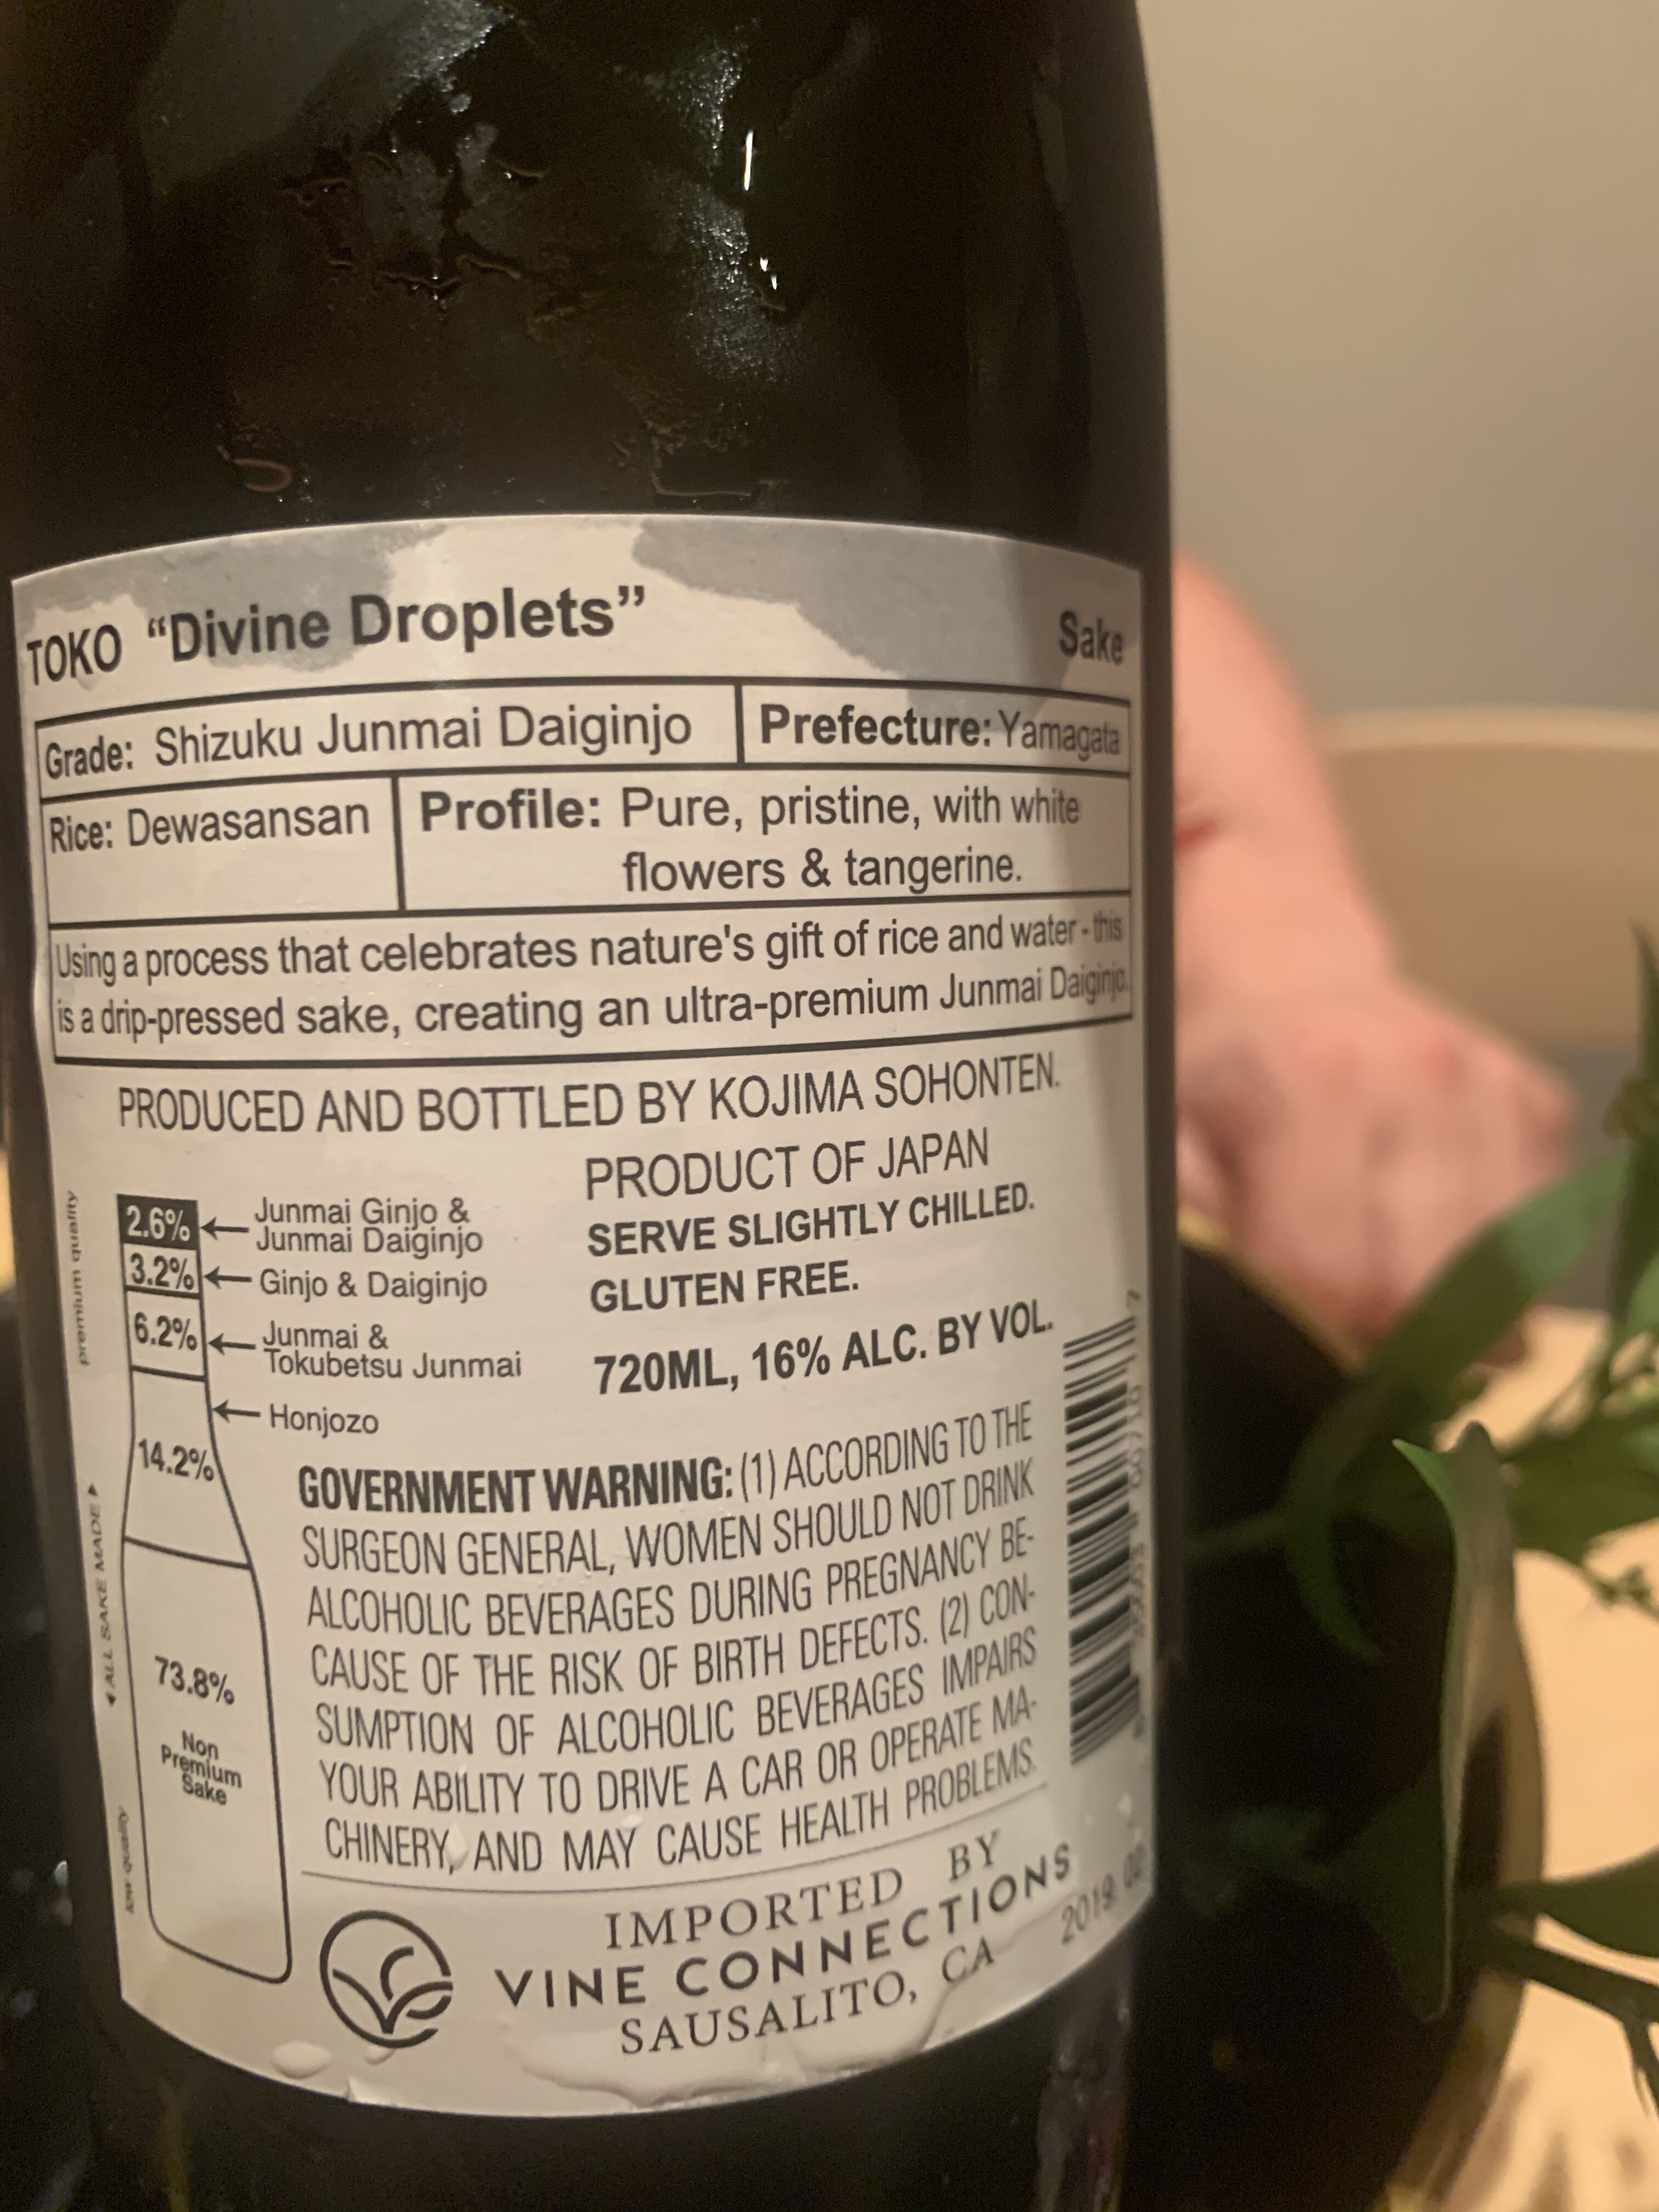 TOKO "Divine Droplets"
Sake
Grade: Shizuku Junmai Daiginjo
Prefecture: Yamagata
Rice: Dewasansan
Profile: Pure, pristine, with white
flowers & tangerine.
Using a process that celebrates nature's gift of rice and water - this
is a drip-pressed sake, creating an ultra-premium Junmai Daiginjo.
PRODUCED AND BOTTLED BY KOJIMA SOHONTEN.
PRODUCT OF JAPAN
SERVE SLIGHTLY CHILLED.
GLUTEN FREE.
720ML, 16% ALC. BY VOL.
premium quality
◄ ALL SAKE MADE ►
low quality
2.6%
Junmai Ginjo &
Junmai Daiginjo
3.2%
Ginjo & Daiginjo
6.2%
Junmai &
Tokubetsu Junmai
Honjozo
14.2%
73.8%
Non
Premium
Sake
GOVERNMENT WARNING: (1) ACCORDING TO THE
SURGEON GENERAL, WOMEN SHOULD NOT DRINK
ALCOHOLIC BEVERAGES DURING PREGNANCY BE-
CAUSE OF THE RISK OF BIRTH DEFECTS. (2) CON-
SUMPTION OF ALCOHOLIC BEVERAGES IMPAIRS
YOUR ABILITY TO DRIVE A CAR OR OPERATE MA-
CHINERY, AND MAY CAUSE HEALTH PROBLEMS.
IMPORTED BY
VINE CONNECTIONS
SAUSALITO, CA
2019. 02